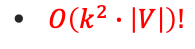 • O(k² · |V|)!